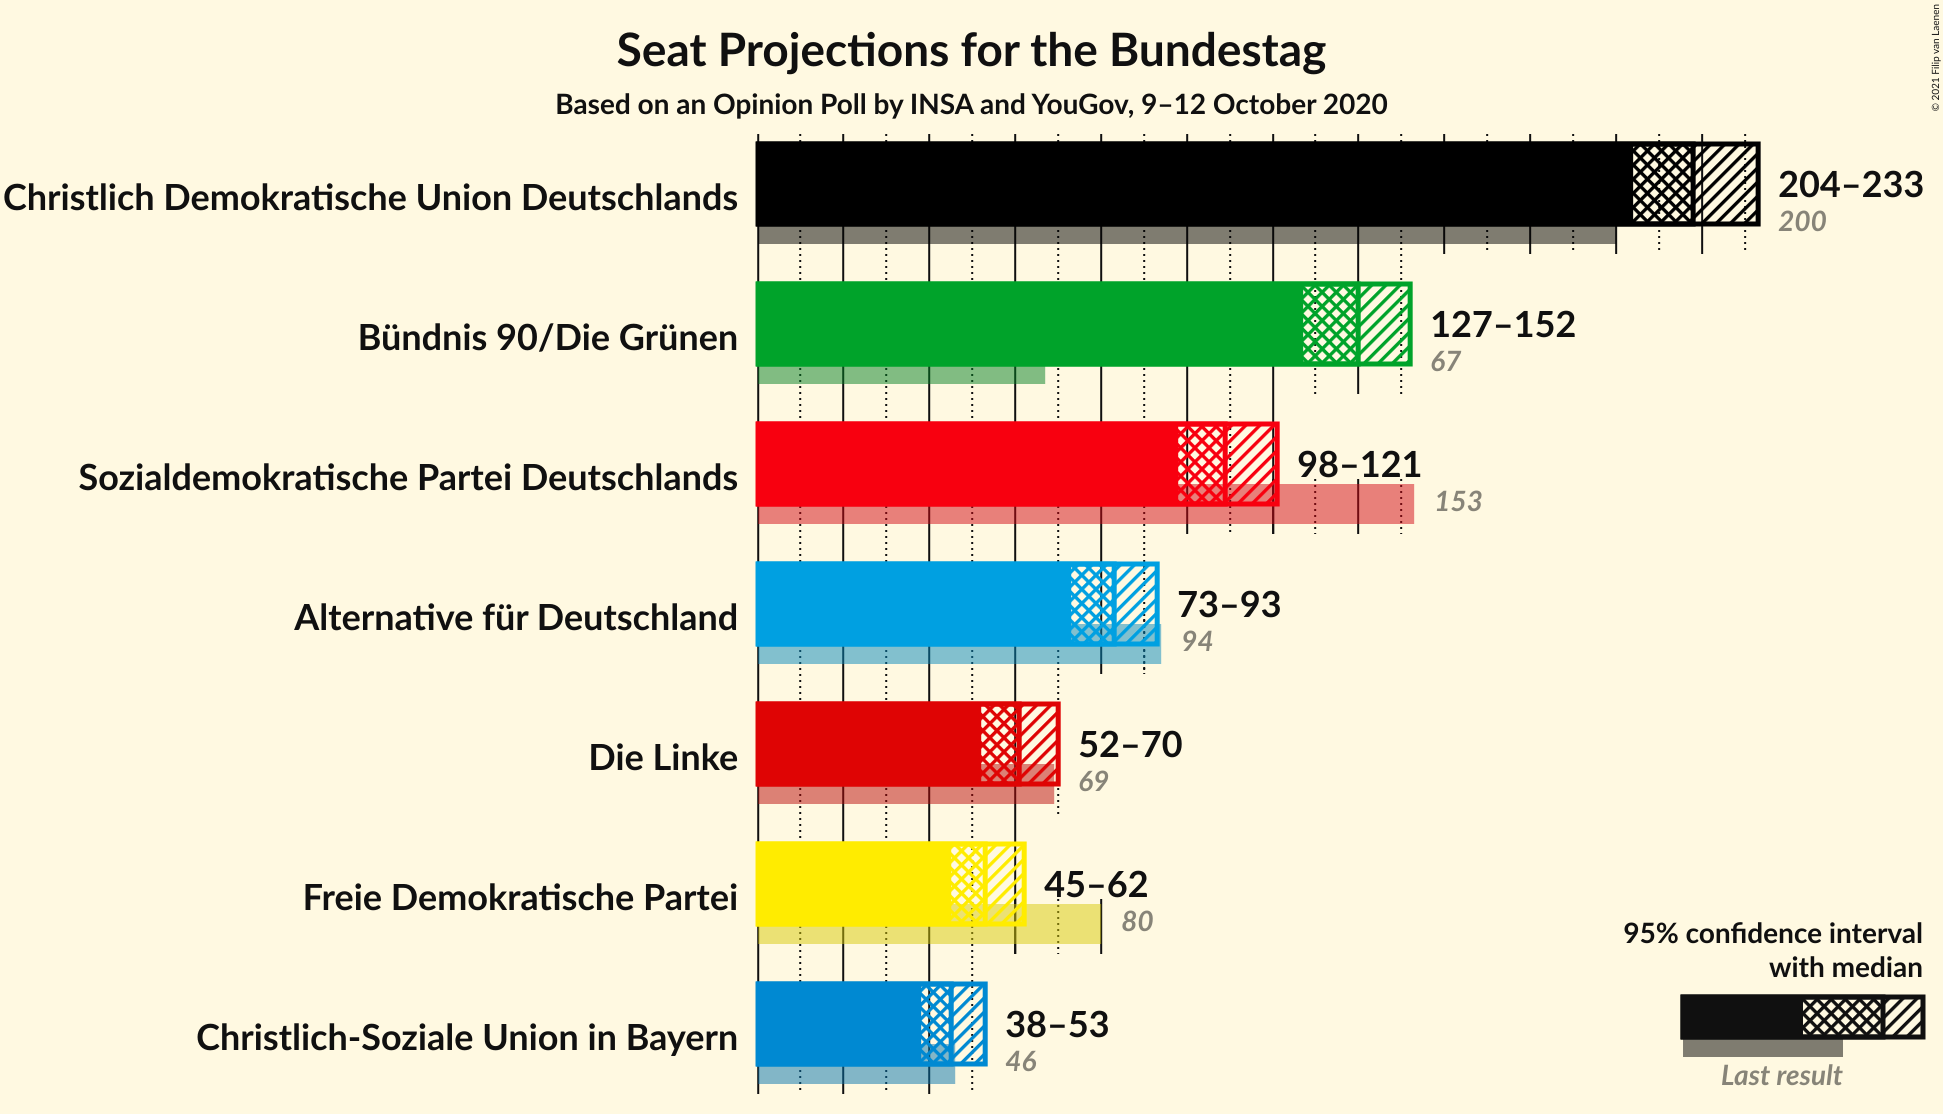 Seat Projections for the Bundestag
Based on an Opinion Poll by INSA and YouGov, 9–12 October 2020
© 2021 Filip van Laenen
Christlich Demokratische Union Deutschlands
204–233
200
Bündnis 90/Die Grünen
127–152
67
Sozialdemokratische Partei Deutschlands
98–121
153
Alternative für Deutschland
73–93
94
Die Linke
52–70
69
Freie Demokratische Partei
45–62
80
Christlich-Soziale Union in Bayern
38–53
46
95% confidence interval
with median
Last result